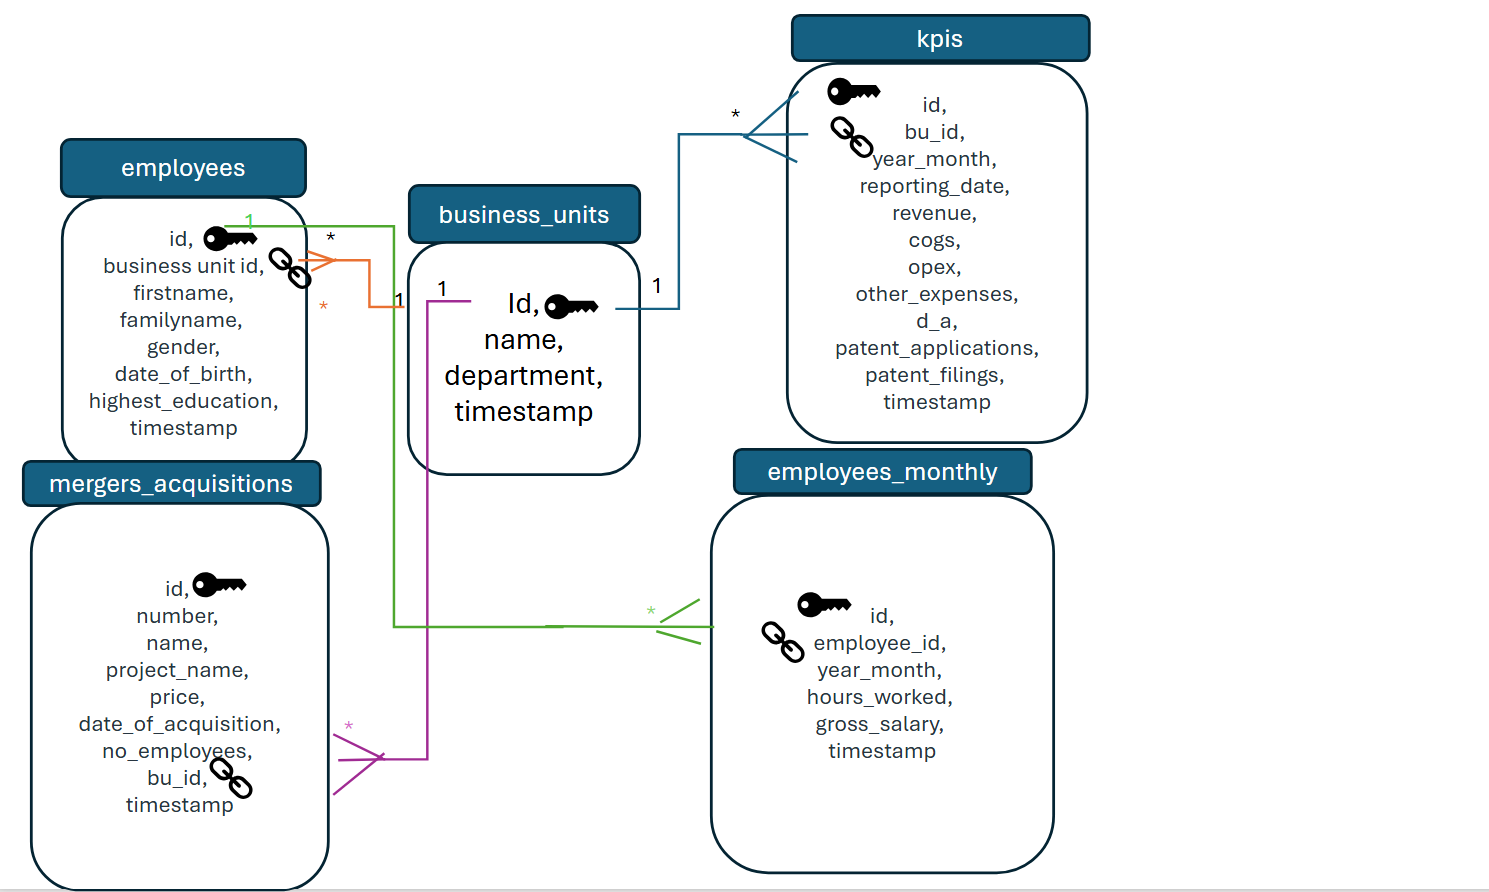 kpis
id,
bu_id,
year_month,
reporting_date,
revenue,
cogs,
opex,
other_expenses,
d_a,
patent_applications,
patent_filings,
timestamp
*
employees
1
id,
*
business unit id,
firstname,
*
familyname,
gender,
date_of_birth,
highest_education,
timestamp
business_units
1
1
1
Id,
name,
department,
timestamp
mergers_acquisitions
id,
number,
name,
project_name,
price,
date_of_acquisition,
*
no_employees,
bu_id,
timestamp
employees_monthly
*
id,
employee_id,
year_month,
hours_worked,
gross_salary,
timestamp